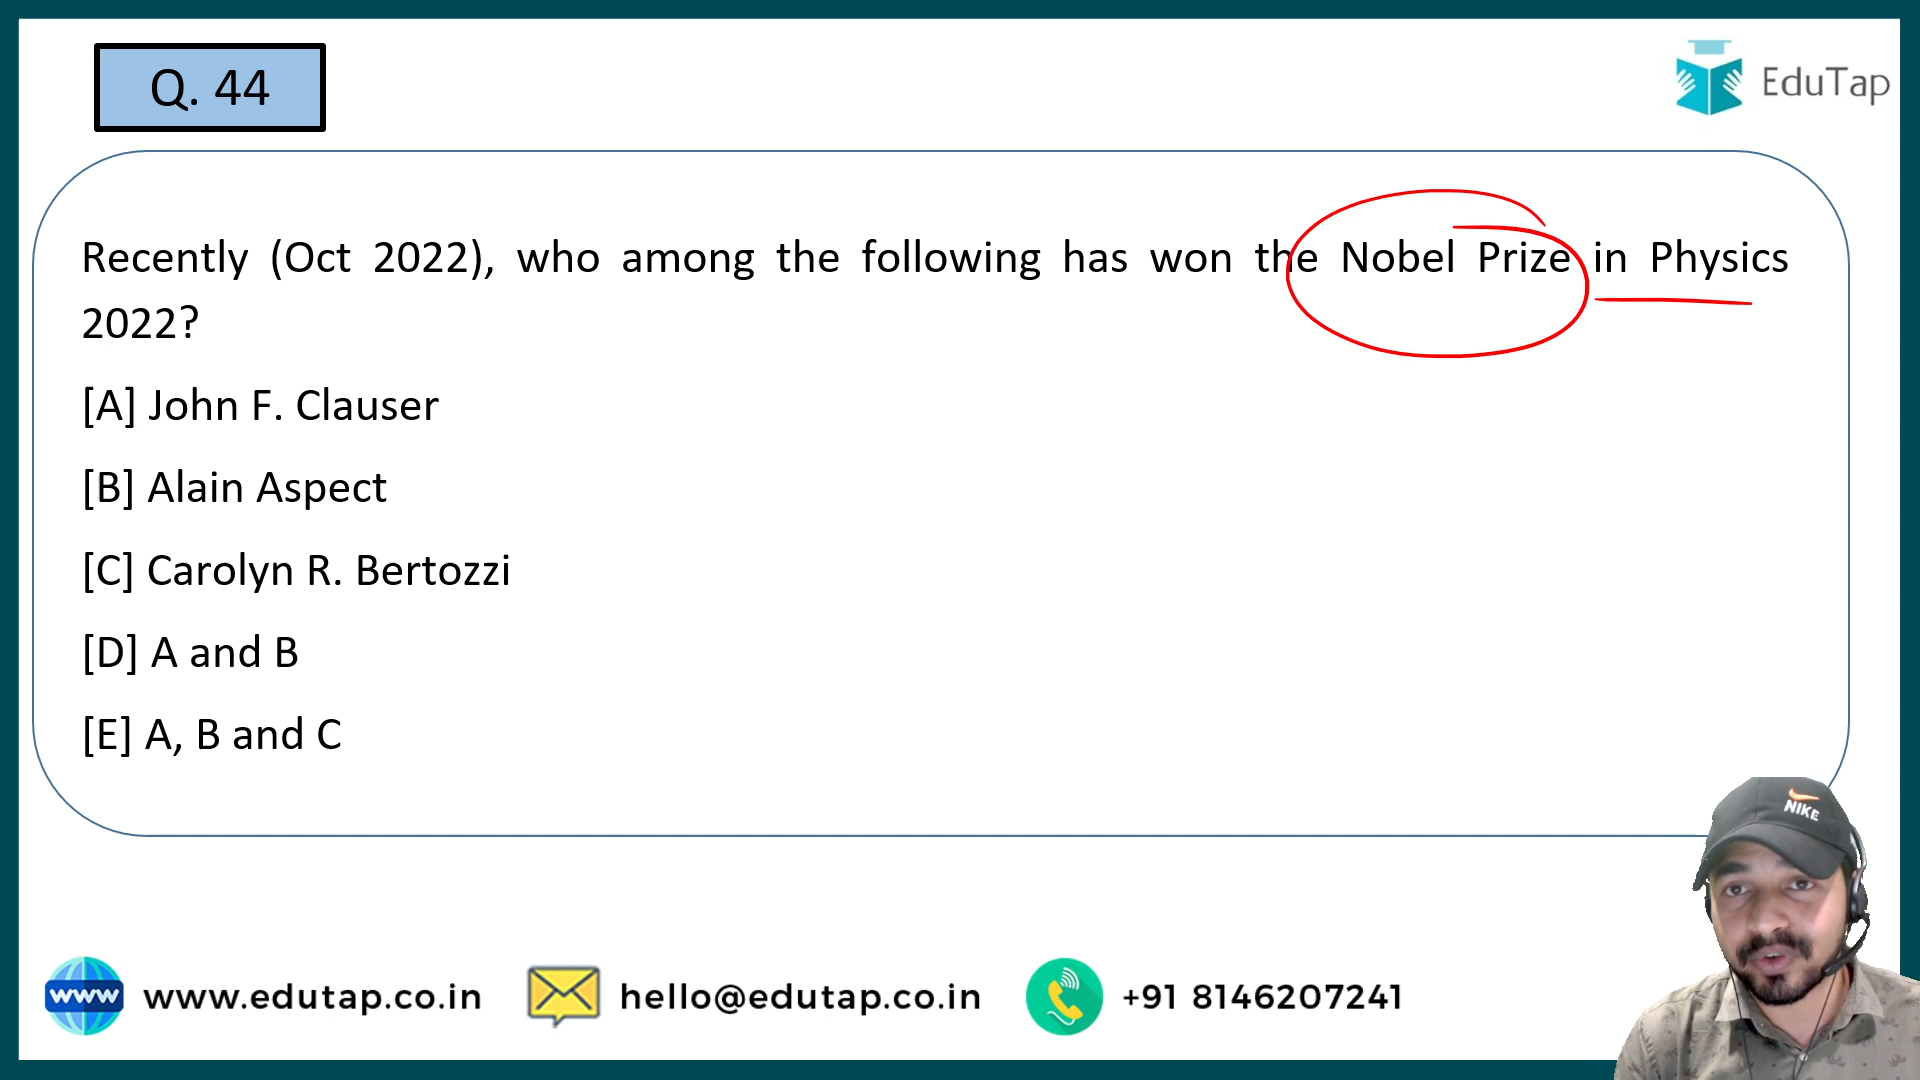 Q. 44
EduTap
Recently (Oct 2022), who among the following has won the Nobel Prize in Physics
2022?
[A] John F. Clauser
[B] Alain Aspect
[C] Carolyn R. Bertozzi
[D] A and B
[E] A, B and C
NIKE
www www.edutap.co.in hello@edutap.co.in +91 8146207241